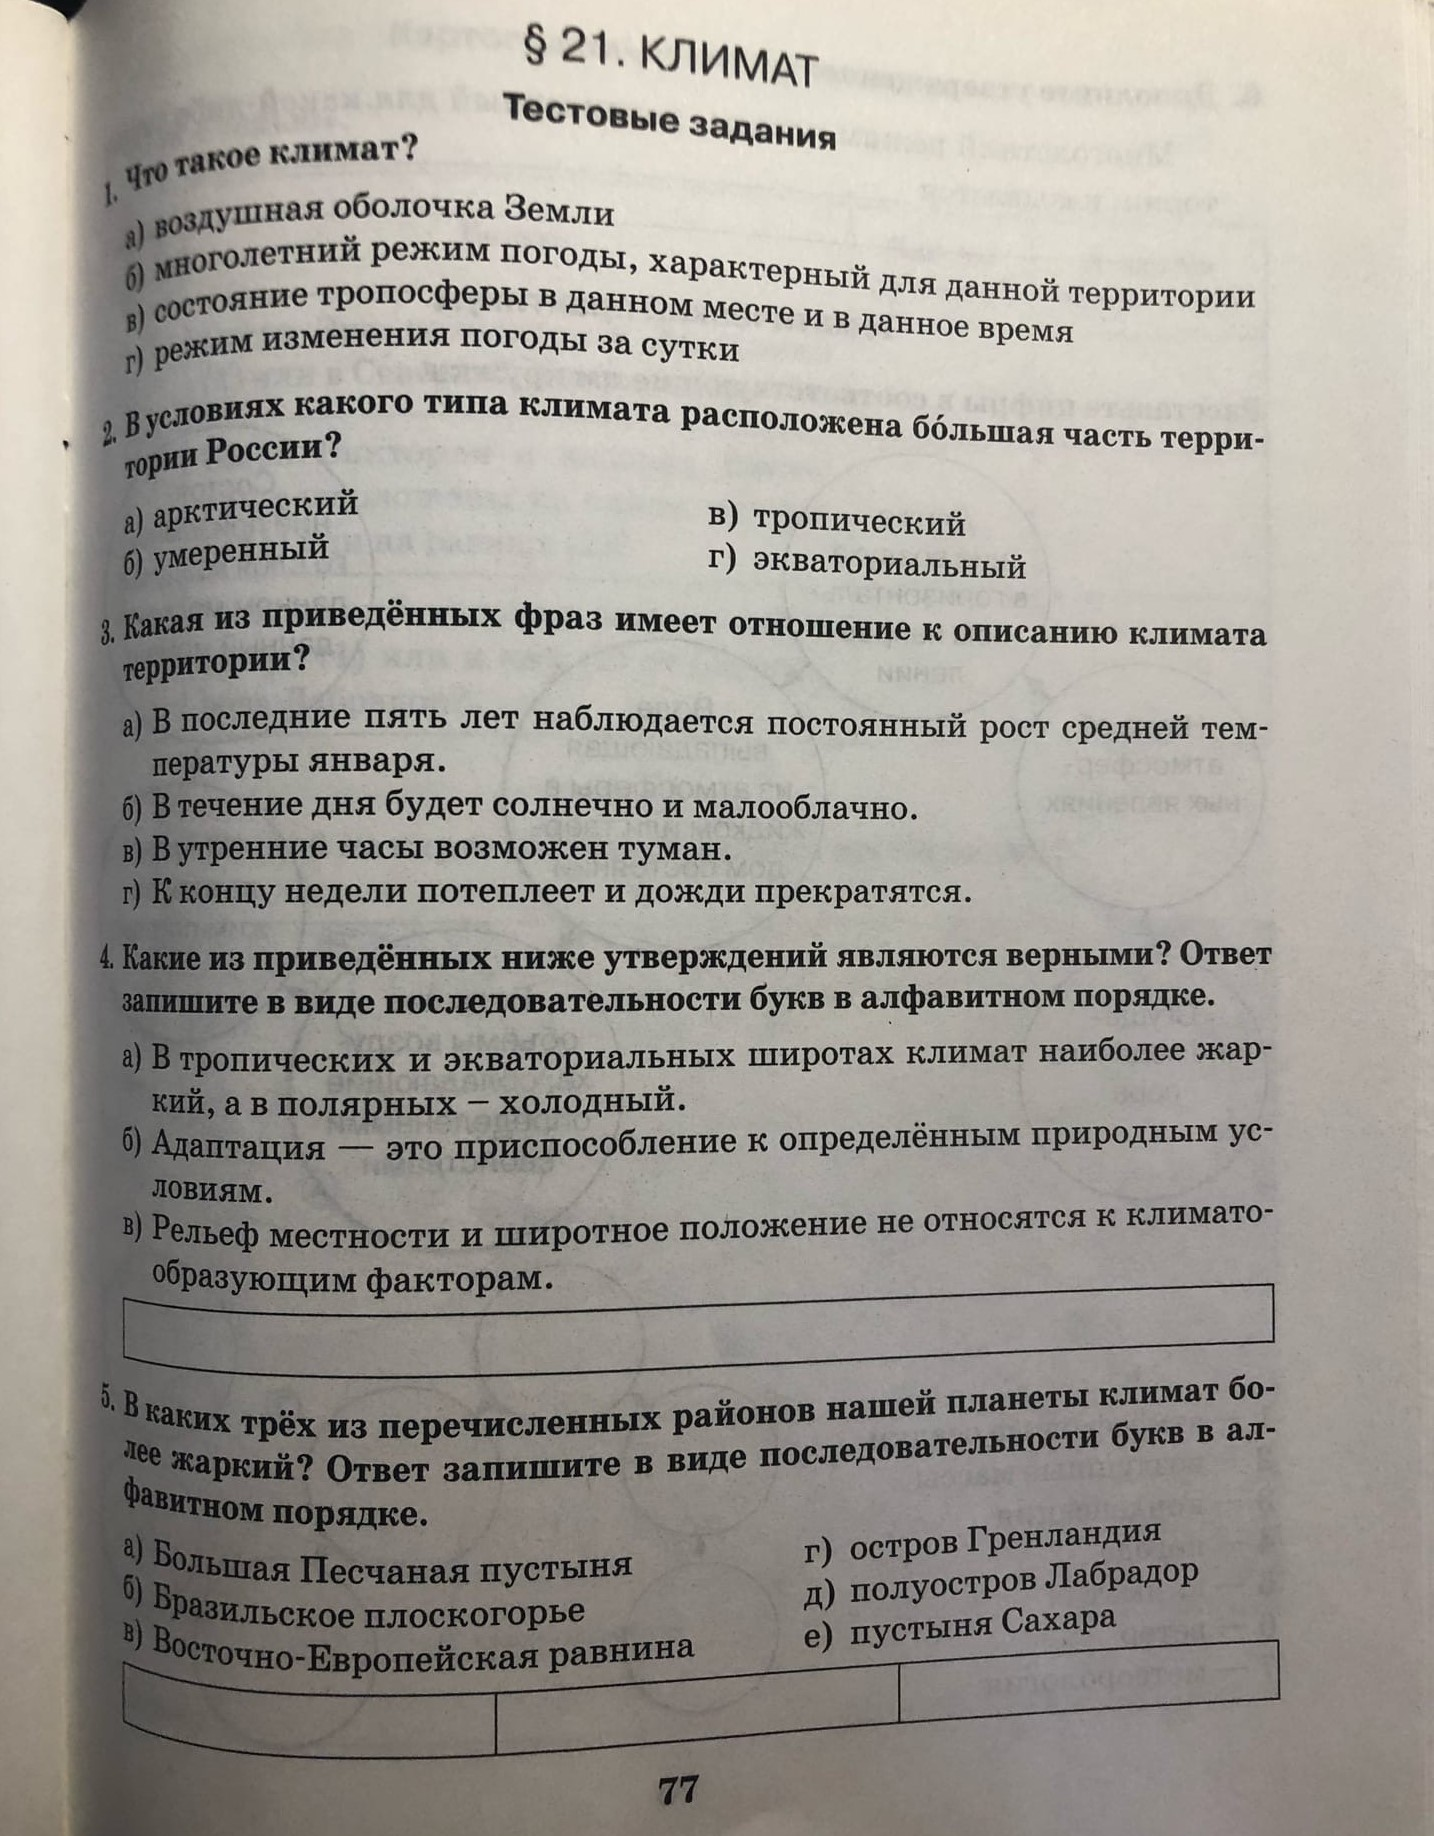 § 21. КЛИМАТ
Тестовые задания
1. Что такое климат?
а) воздушная оболочка Земли
б) многолетний режим погоды, характерный для данной территории
в) состояние тропосферы в данном месте и в данное время
г) режим изменения погоды за сутки
2. В условиях какого типа климата расположена бо́льшая часть терри-
тории России?
а) арктический
б) умеренный
в) тропический
г) экваториальный
3. Какая из приведённых фраз имеет отношение к описанию климата
территории?
а) В последние пять лет наблюдается постоянный рост средней тем-
пературы января.
б) В течение дня будет солнечно и малооблачно.
в) В утренние часы возможен туман.
г) К концу недели потеплеет и дожди прекратятся.
4. Какие из приведённых ниже утверждений являются верными? Ответ
запишите в виде последовательности букв в алфавитном порядке.
а) В тропических и экваториальных широтах климат наиболее жар-
кий, а в полярных – холодный.
б) Адаптация — это приспособление к определённым природным ус-
ловиям.
в) Рельеф местности и широтное положение не относятся к климато-
образующим факторам.
5. В каких трёх из перечисленных районов нашей планеты климат бо-
лее жаркий? Ответ запишите в виде последовательности букв в ал-
фавитном порядке.
а) Большая Песчаная пустыня
б) Бразильское плоскогорье
в) Восточно-Европейская равнина
г) остров Гренландия
д) полуостров Лабрадор
е) пустыня Сахара
77